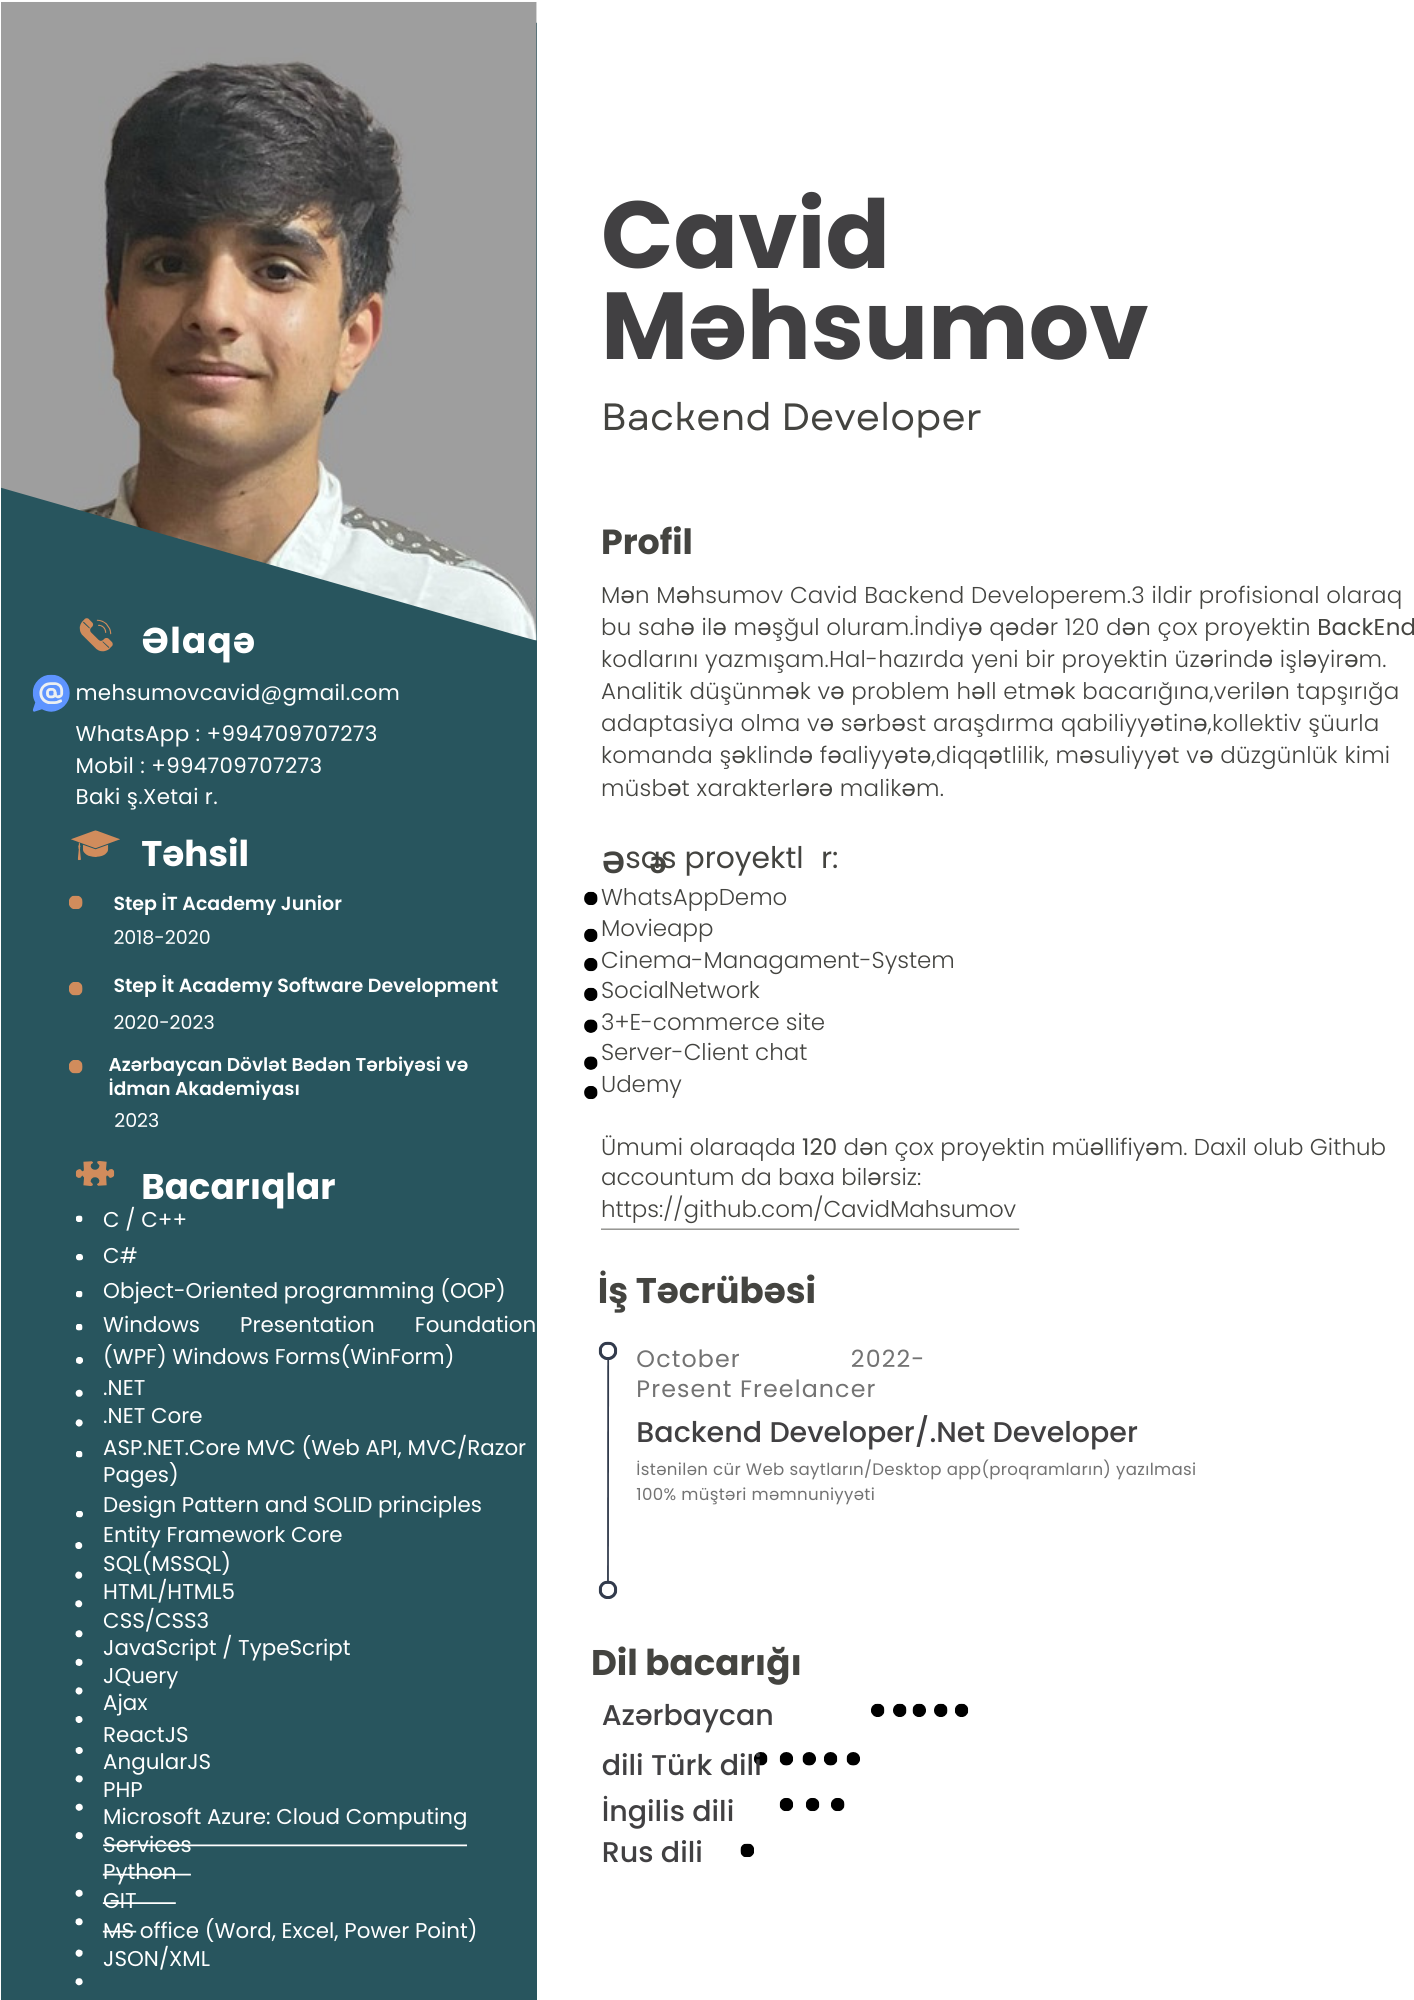 Cavid
Məhsumov
Backend Developer
Əlaqə
mehsumovcavid@gmail.com
WhatsApp : +994709707273
Mobil : +994709707273
Baki ş.Xetai r.
Təhsil
Step İT Academy Junior
2018-2020
Step İt Academy Software Development
2020-2023
Azərbaycan Dövlət Bədən Tərbiyəsi və
İdman Akademiyası
2023
Bacarıqlar
C / C++
C#
Object-Oriented programming (OOP)
Windows Presentation Foundation
(WPF) Windows Forms(WinForm)
.NET
.NET Core
ASP.NET.Core MVC (Web API, MVC/Razor
Pages)
Design Pattern and SOLID principles
Entity Framework Core
SQL(MSSQL)
HTML/HTML5
CSS/CSS3
JavaScript / TypeScript
JQuery
Ajax
ReactJS
AngularJS
PHP
Microsoft Azure: Cloud Computing
Services
Python
GIT
MS office (Word, Excel, Power Point)
JSON/XML
Profil
Mən Məhsumov Cavid Backend Developerem.3 ildir profisional olaraq
bu sahə ilə məşğul oluram.İndiyə qədər 120 dən çox proyektin BackEnd
kodlarını yazmışam.Hal-hazırda yeni bir proyektin üzərində işləyirəm.
Analitik düşünmək və problem həll etmək bacarığına,verilən tapşırığa
adaptasiya olma və sərbəst araşdırma qabiliyyətinə,kollektiv şüurla
komanda şəklində fəaliyyətə,diqqətlilik, məsuliyyət və düzgünlük kimi
müsbət xarakterlərə malikəm.
Əsas proyektlər:
WhatsAppDemo
Movieapp
Cinema-Managament-System
SocialNetwork
3+E-commerce site
Server-Client chat
Udemy
Ümumi olaraqda 120 dən çox proyektin müəllifiyəm. Daxil olub Github
accountum da baxa bilərsiz:
https://github.com/CavidMahsumov
İş Təcrübəsi
October 2022-
Present Freelancer
Backend Developer/.Net Developer
İstənilən cür Web saytların/Desktop app(proqramların) yazılmasi
100% müştəri məmnuniyyəti
Dil bacarığı
Azərbaycan
dili Türk dili
İngilis dili
Rus dili